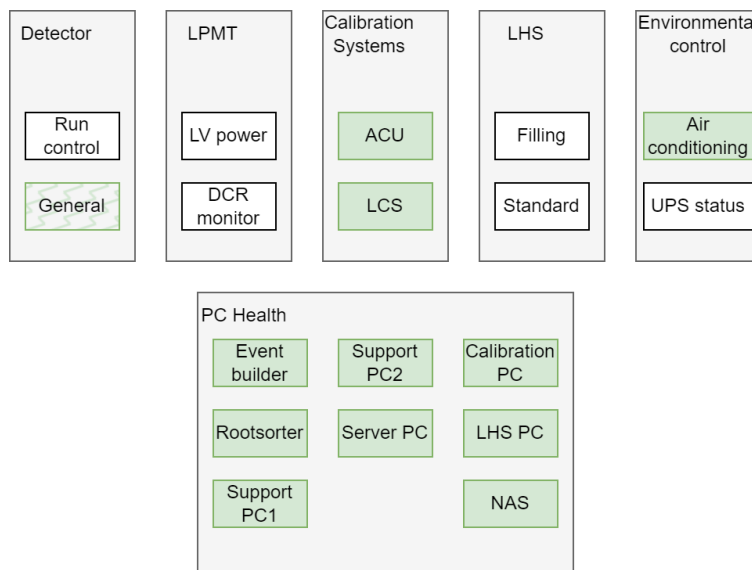 Detector
Run
control
General
LPMT
LV power
DCR
monitor
Calibration
Systems
ACU
LCS
LHS
Filling
Standard
Environmenta
control
Air
conditioning
UPS status
PC Health
Event
builder
Support
PC2
Calibration
PC
Rootsorter
Server PC
LHS PC
Support
PC1
NAS